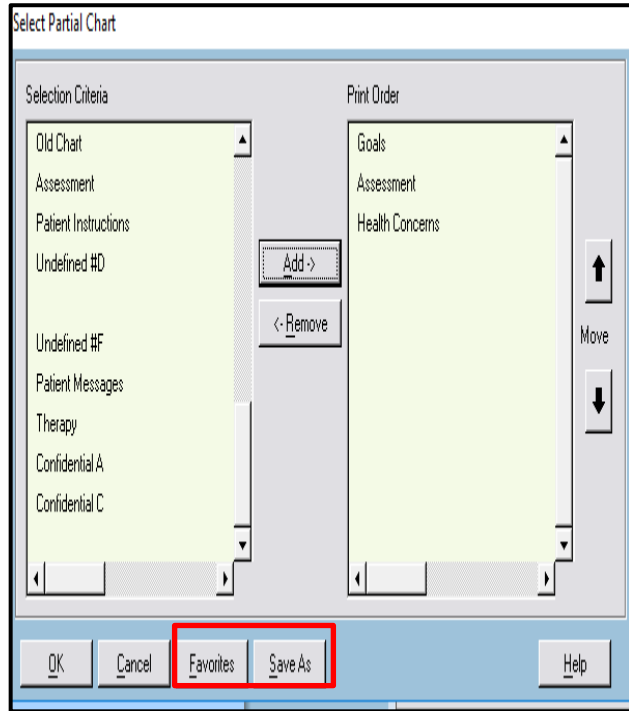 Select Partial Chart
Selection Criteria
Old Chart
Assessment
Patient Instructions
Undefined #D
Undefined #F
Patient Messages
Therapy
Confidential A
Confidential C
Add ->
<- Remove
Print Order
Goals
Assessment
Health Concerns
Move
OK
Cancel
Favorites
Save As
Help